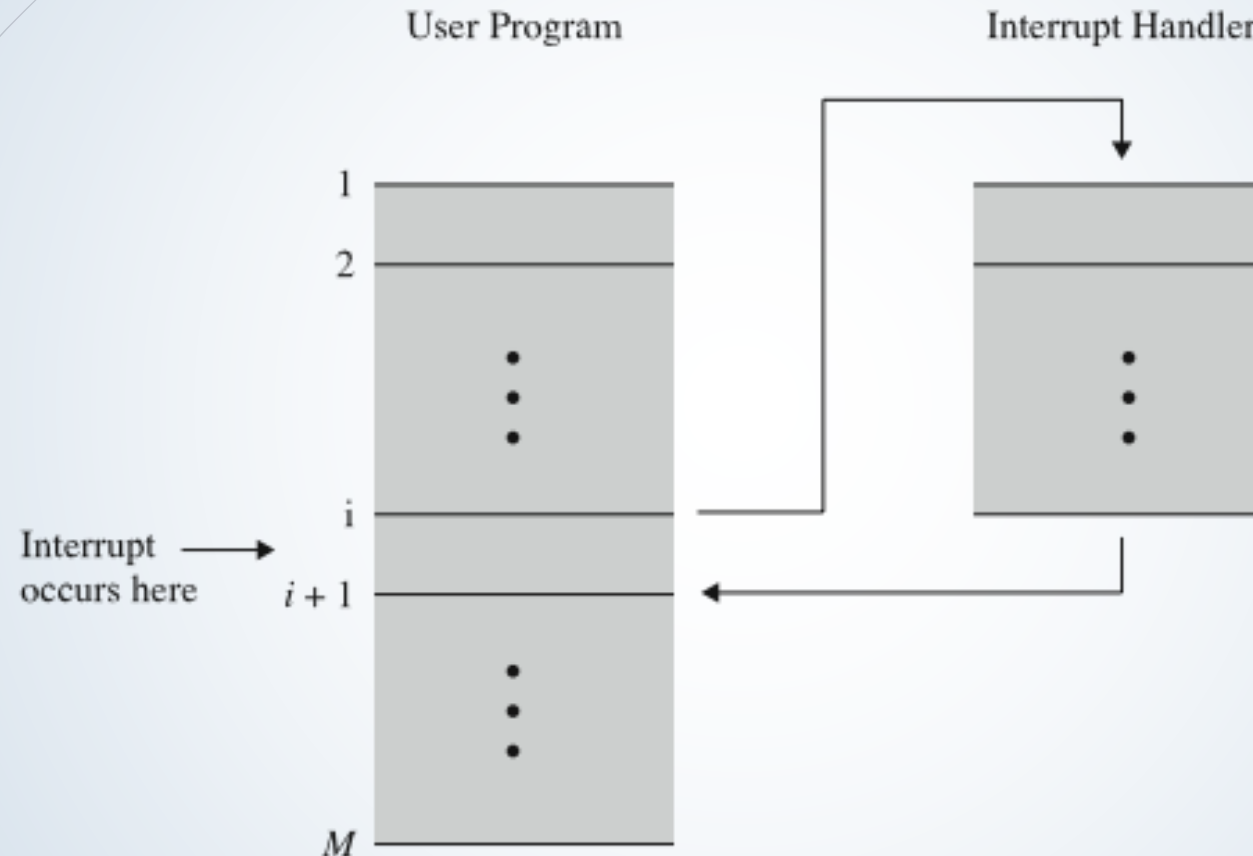 User Program
Interrupt Handler
1
2
i
Interrupt
occurs here
i + 1
M